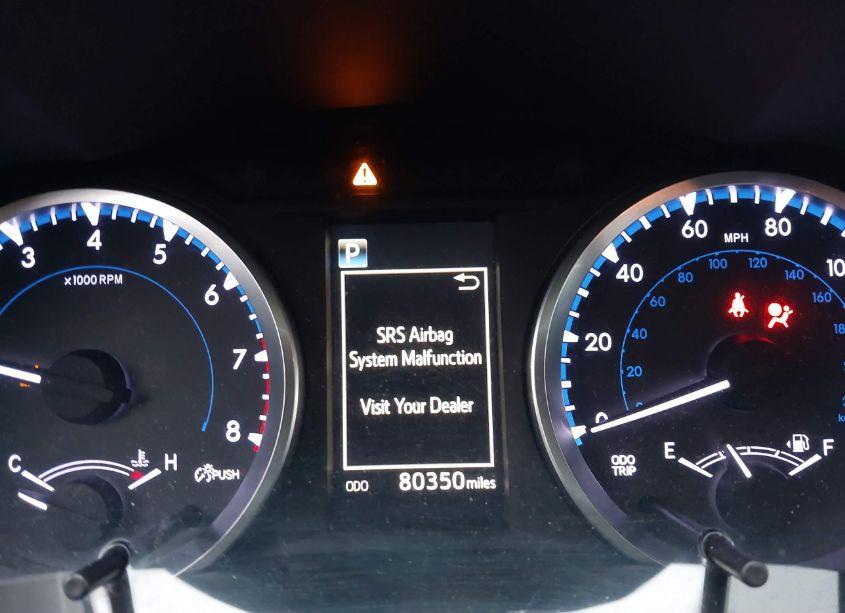 3
4
5
6
7
8
x1000 RPM
C
H
PUSH
P
SRS Airbag
System Malfunction
Visit Your Dealer
ODO 80350 miles
0
20
40
60
80
MPH
20
40
60
80
100
120
140
160
ODO
TRIP
E
F